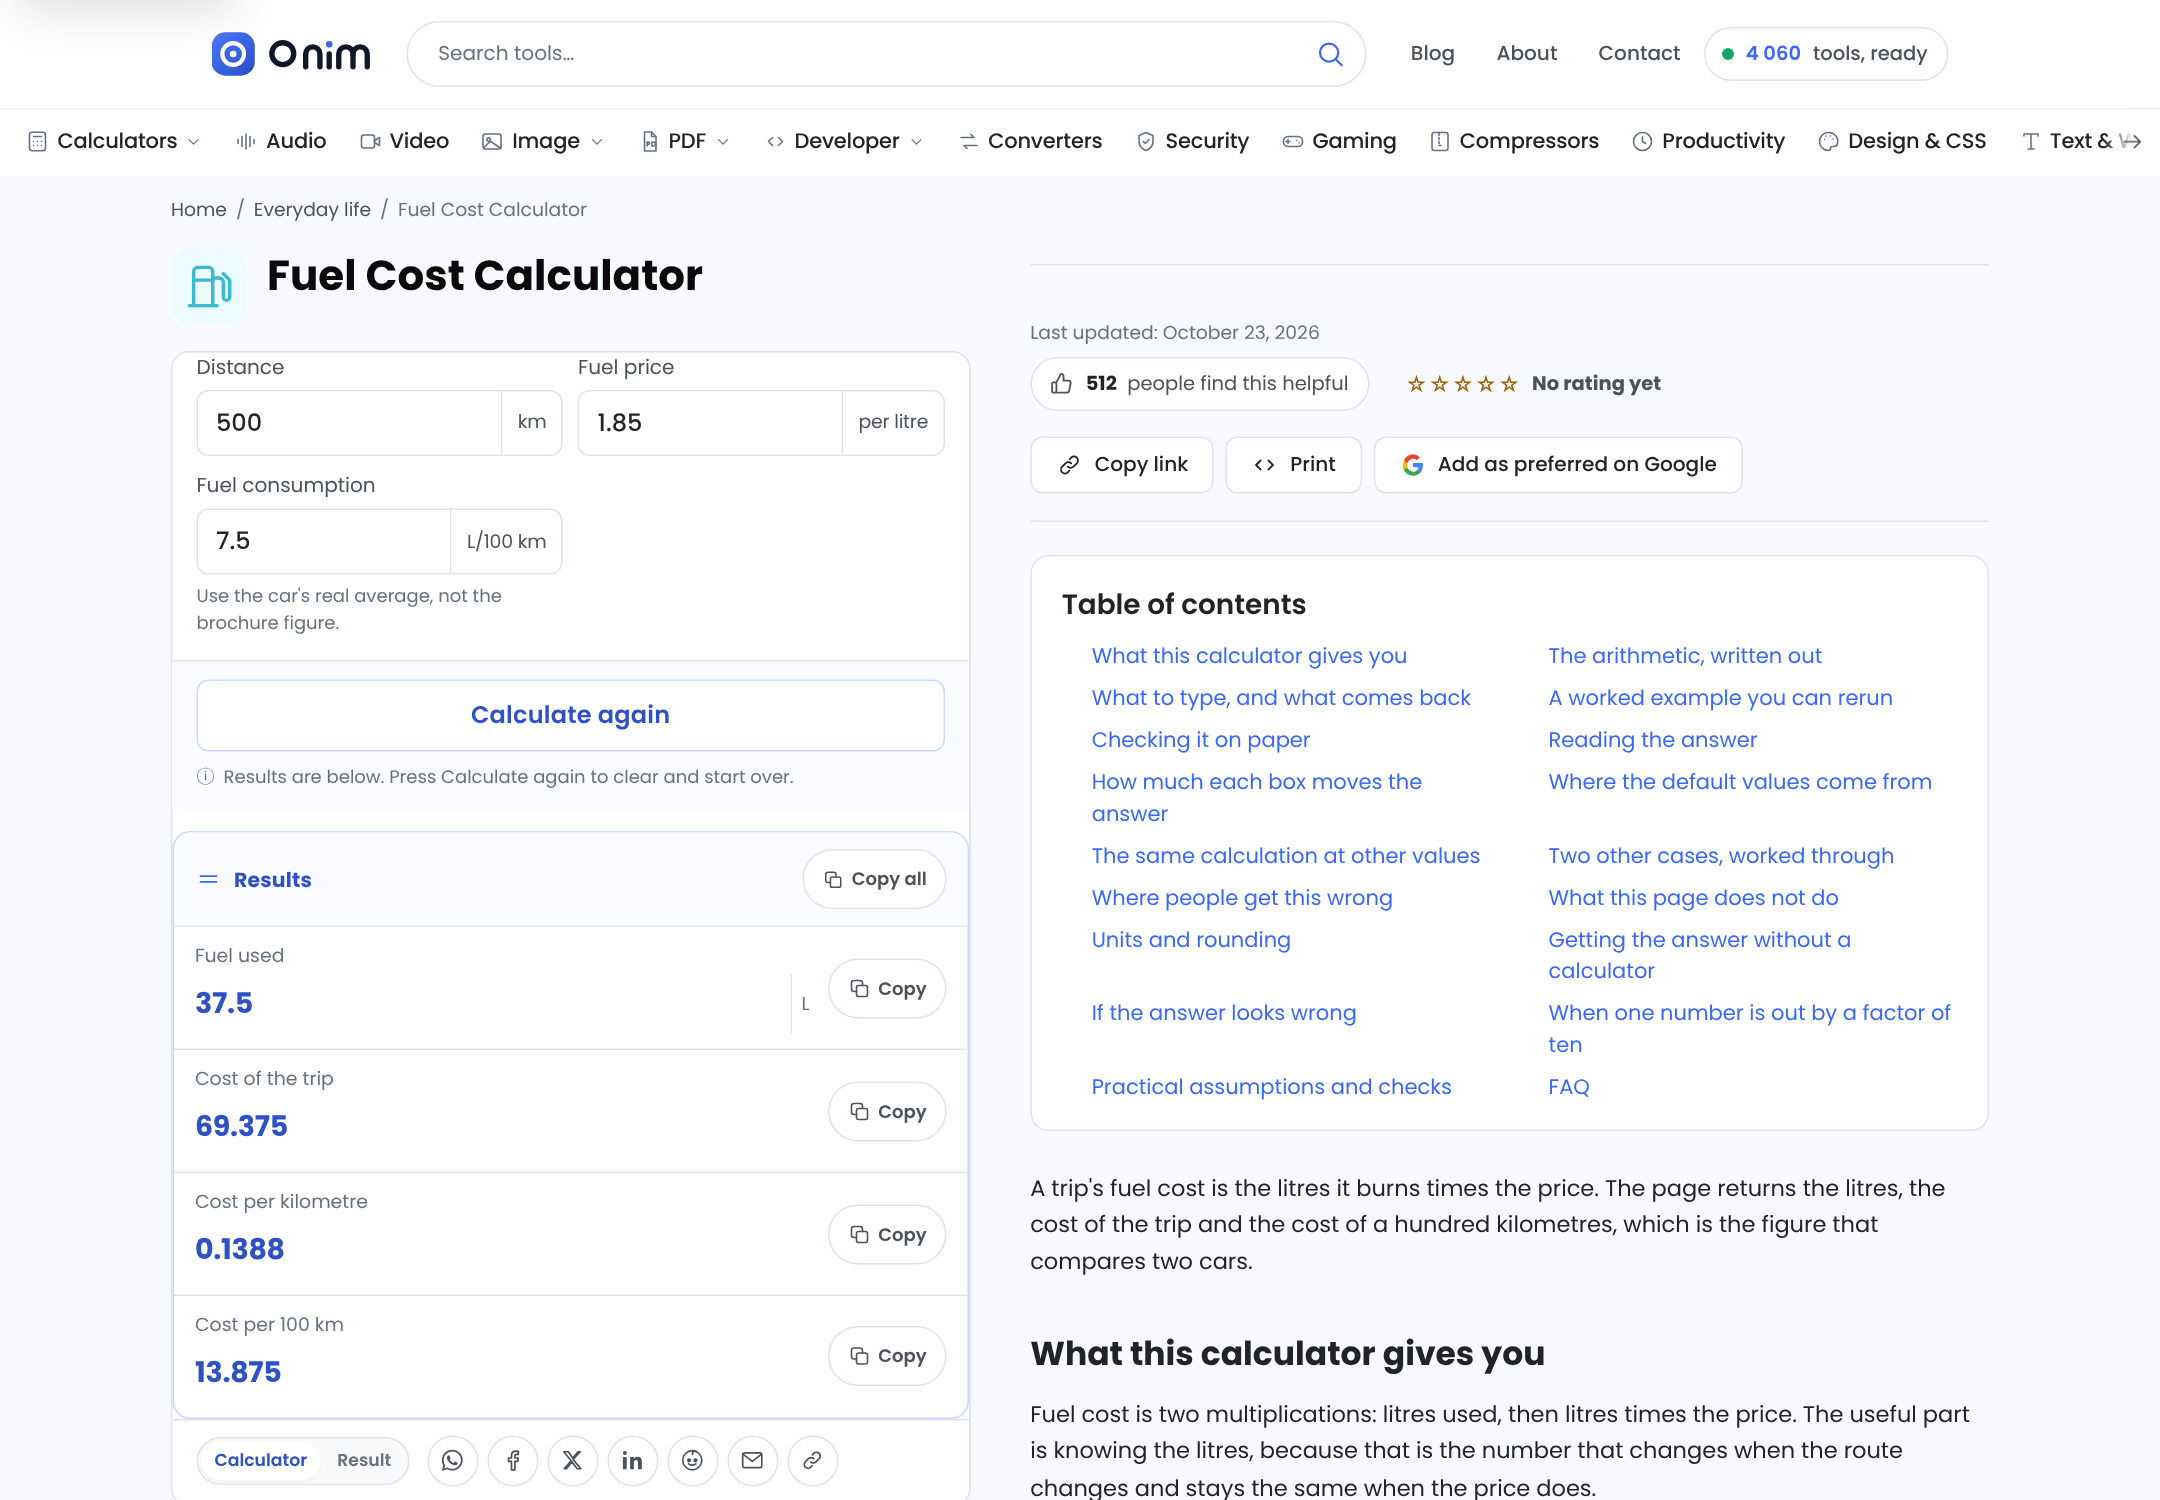 Onim
Search tools...
Blog
About
Contact
4 060 tools, ready
Calculators
Audio
Video
Image
PDF
Developer
Converters
Security
Gaming
Compressors
Productivity
Design & CSS
Text &
Home / Everyday life / Fuel Cost Calculator
Fuel Cost Calculator
Distance
500 km
Fuel price
1.85 per litre
Fuel consumption
7.5 L/100 km
Use the car's real average, not the
brochure figure.
Calculate again
Results are below. Press Calculate again to clear and start over.
Results
Copy all
Fuel used
37.5 L
Copy
Cost of the trip
69.375
Copy
Cost per kilometre
0.1388
Copy
Cost per 100 km
13.875
Copy
Calculator
Result
Last updated: October 23, 2026
512 people find this helpful
No rating yet
Copy link
Print
Add as preferred on Google
Table of contents
What this calculator gives you
The arithmetic, written out
What to type, and what comes back
A worked example you can rerun
Checking it on paper
Reading the answer
How much each box moves the
answer
Where the default values come from
The same calculation at other values
Two other cases, worked through
Where people get this wrong
What this page does not do
Units and rounding
Getting the answer without a
calculator
If the answer looks wrong
When one number is out by a factor of
ten
Practical assumptions and checks
FAQ
A trip's fuel cost is the litres it burns times the price. The page returns the litres, the
cost of the trip and the cost of a hundred kilometres, which is the figure that
compares two cars.
What this calculator gives you
Fuel cost is two multiplications: litres used, then litres times the price. The useful part
is knowing the litres, because that is the number that changes when the route
changes and stays the same when the price does.